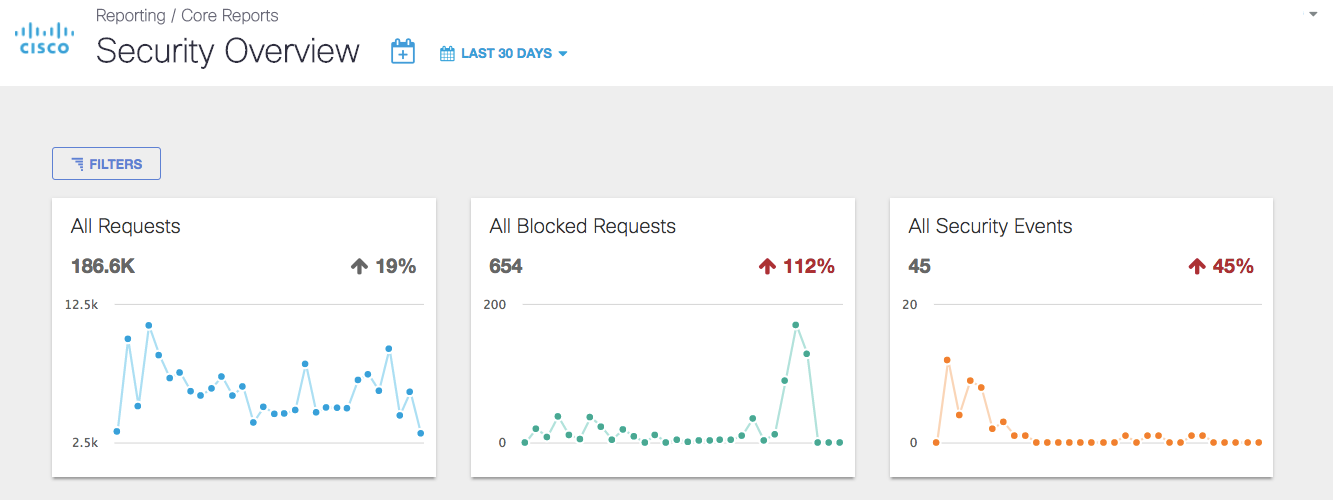 Reporting / Core Reports
CISCO
Security Overview
LAST 30 DAYS
FILTERS
All Requests
186.6K
19%
12.5k
2.5k
All Blocked Requests
654
112%
200
0
All Security Events
45
45%
20
0